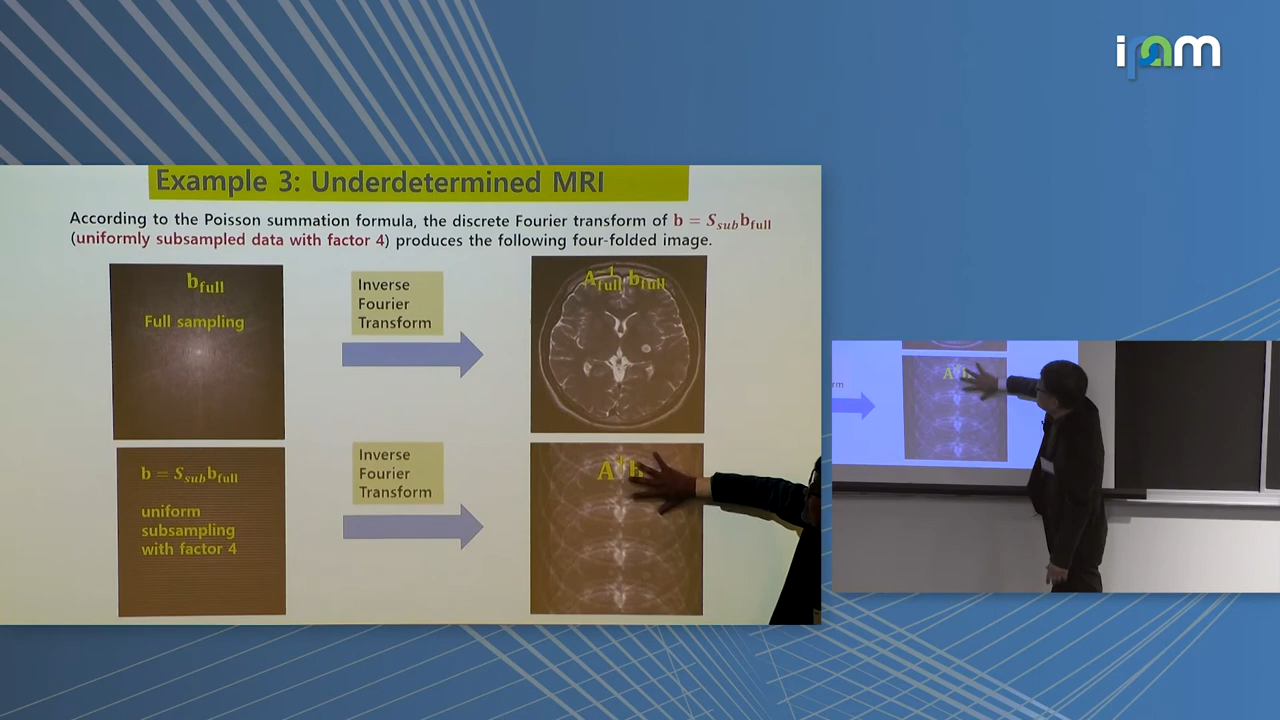 ipam
Example 3: Underdetermined MRI
According to the Poisson summation formula, the discrete Fourier transform of b = S_sub b_full
(uniformly subsampled data with factor 4) produces the following four-folded image.
b_full
Full sampling
Inverse
Fourier
Transform
A_full^-1 b_full
b = S_sub b_full
uniform
subsampling
with factor 4
Inverse
Fourier
Transform
rm